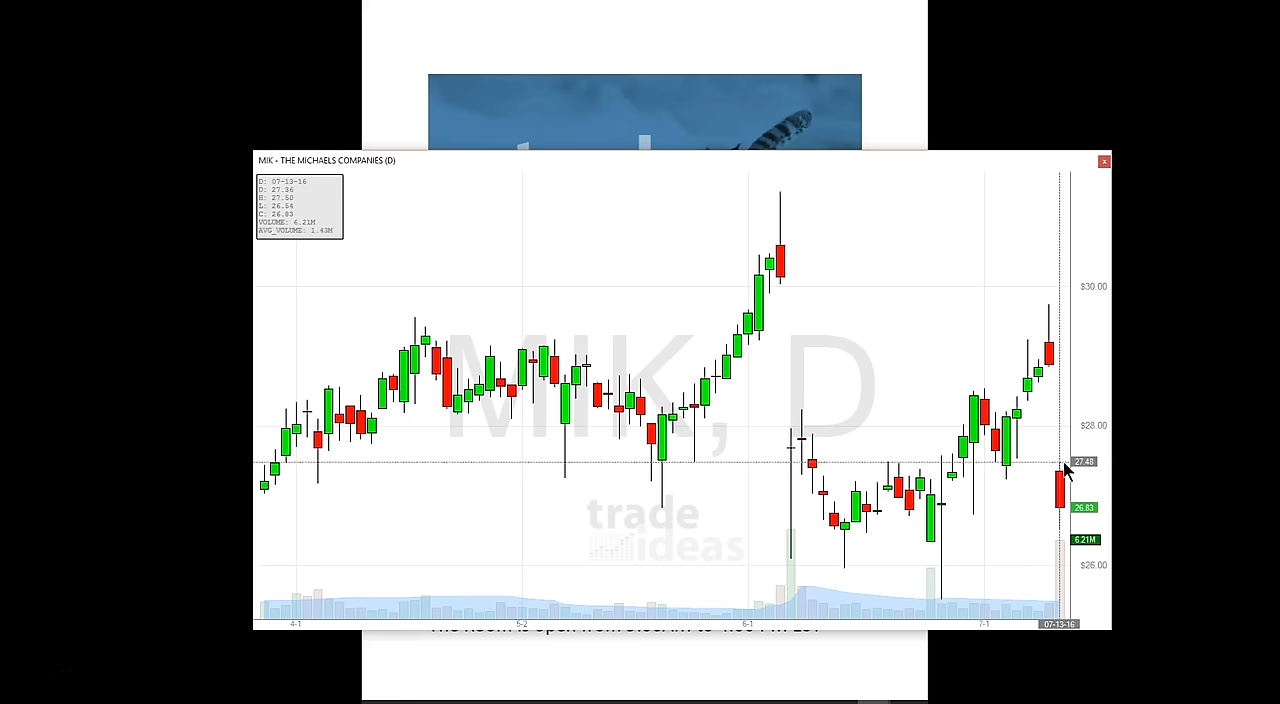 MIK - THE MICHAELS COMPANIES (D)
x
D: 07-13-16
O: 27.36
H: 27.50
L: 26.54
C: 26.83
VOLUME: 6.21M
AVG_VOLUME: 1.43M
MIK, D
trade
ideas
$30.00
$28.00
27.48
26.83
6.21M
$26.00
4-1
5-2
6-1
7-1
07-13-16